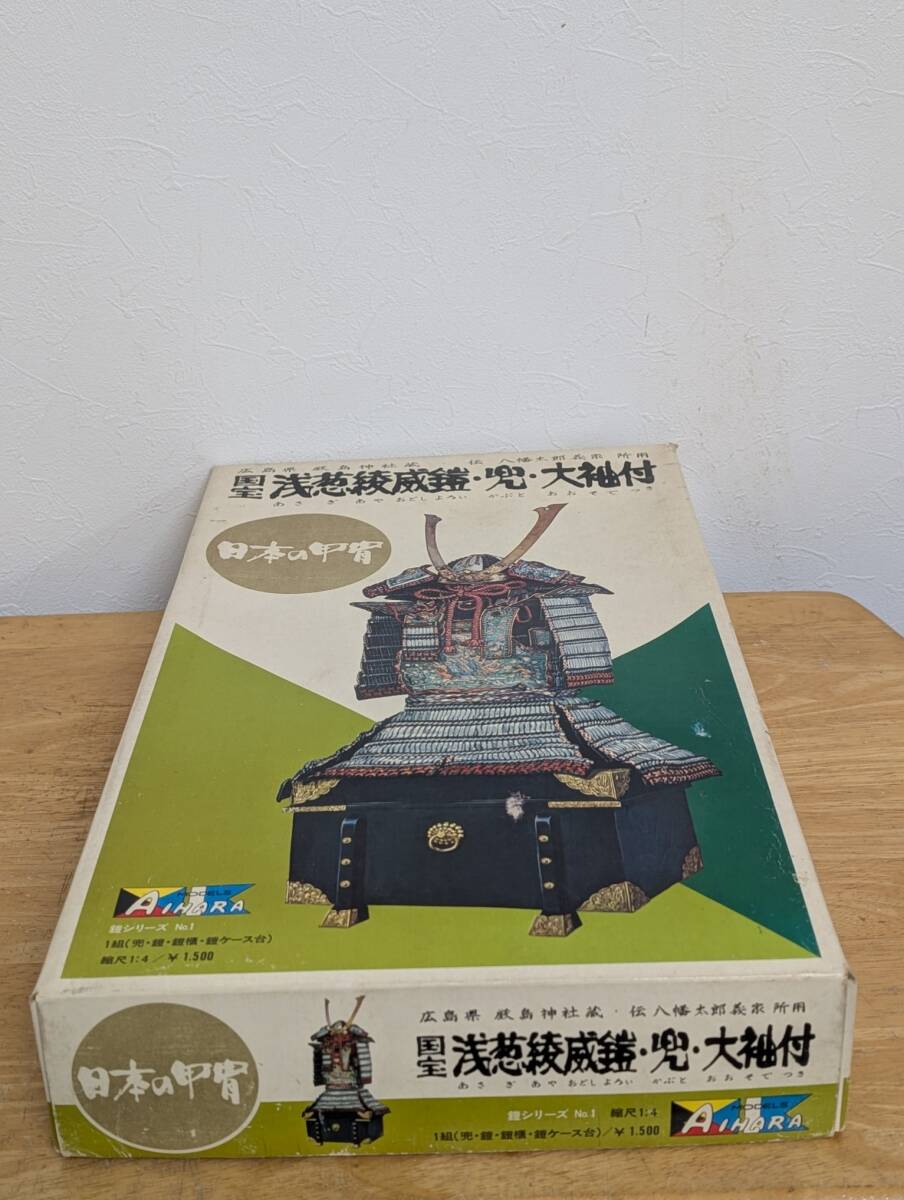 広島県 厳島神社蔵 伝 八幡太郎義家 所用
国宝 浅葱綾威鎧・兜・大袖付
あさぎ あや おどしよろい かぶと おおそで つき
日本の甲冑
MODELS
AIHARA
鎧シリーズ No.1
1組(兜・鎧・鎧櫃・鎧ケース台)
縮尺1:4/¥1.500
広島県 厳島神社蔵・伝 八幡太郎義家 所用
国宝 浅葱綾威鎧・兜・大袖付
あさぎ あや おどしよろい かぶと おおそで つき
日本の甲冑
鎧シリーズ No.1 縮尺1:4
1組(兜・鎧・鎧櫃・鎧ケース台)/¥1.500
MODELS
AIHARA